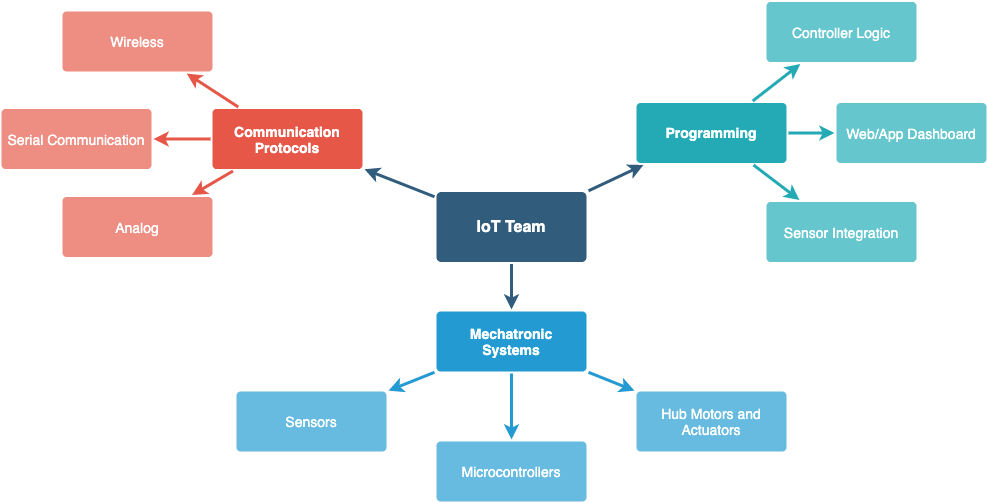 Wireless
Controller Logic
Serial Communication
Communication
Protocols
Programming
Web/App Dashboard
Analog
IoT Team
Sensor Integration
Mechatronic
Systems
Sensors
Hub Motors and
Actuators
Microcontrollers